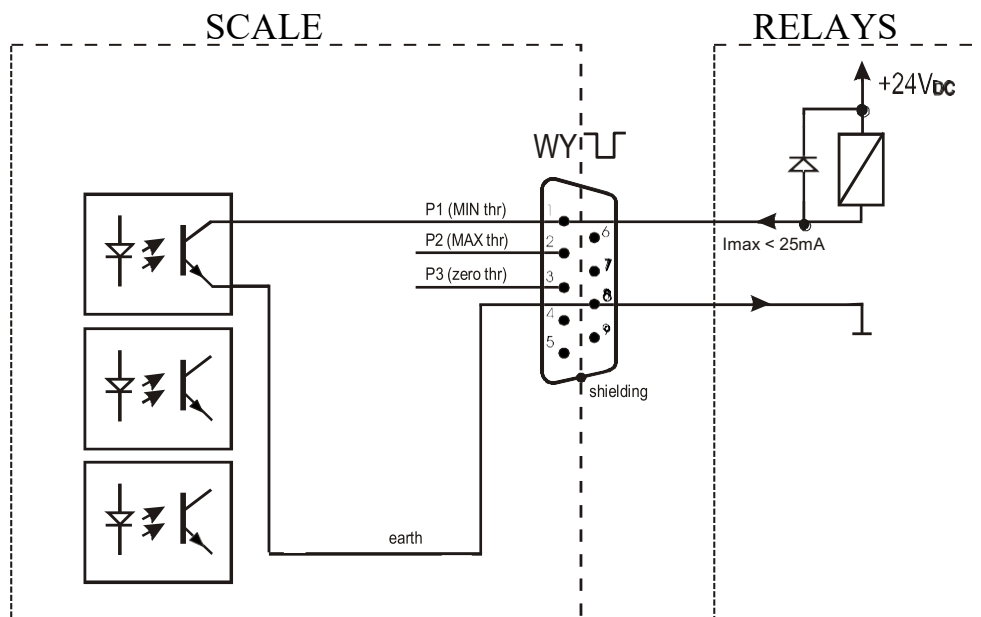 SCALE
RELAYS
+24VDC
WY
P1 (MIN thr)
1
6
P2 (MAX thr)
2
Imax < 25mA
7
P3 (zero thr)
3
8
4
9
5
shielding
earth